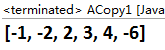 <terminated> ACopy1 [Java
[-1, -2, 2, 3, 4, -6]